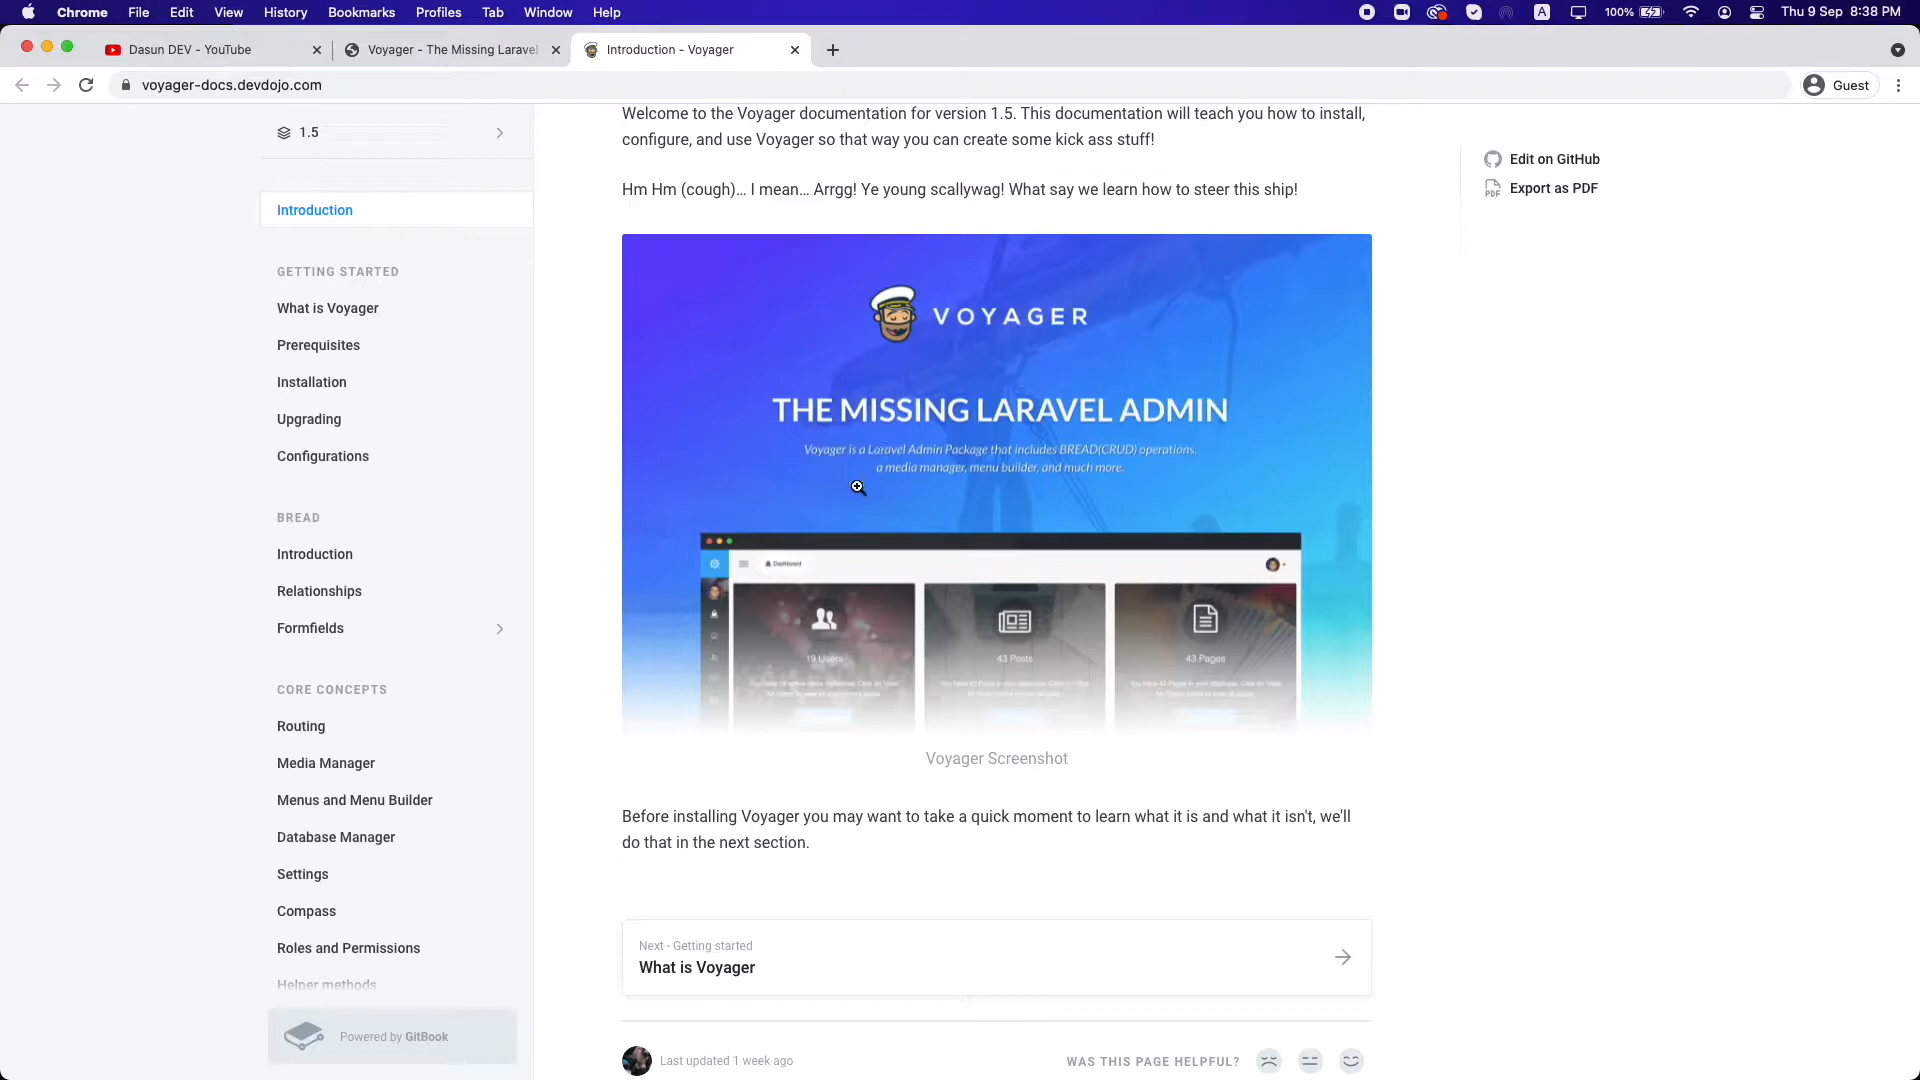 Chrome File Edit View History Bookmarks Profiles Tab Window Help
A 100% Thu 9 Sep 8:38 PM
Dasun DEV - YouTube
Voyager - The Missing Laravel
Introduction - Voyager
voyager-docs.devdojo.com
Guest
1.5
Introduction
GETTING STARTED
What is Voyager
Prerequisites
Installation
Upgrading
Configurations
BREAD
Introduction
Relationships
Formfields
CORE CONCEPTS
Routing
Media Manager
Menus and Menu Builder
Database Manager
Settings
Compass
Roles and Permissions
Helper methods
Powered by GitBook
Welcome to the Voyager documentation for version 1.5. This documentation will teach you how to install,
configure, and use Voyager so that way you can create some kick ass stuff!
Hm Hm (cough)… I mean… Arrgg! Ye young scallywag! What say we learn how to steer this ship!
VOYAGER
THE MISSING LARAVEL ADMIN
Voyager is a Laravel Admin Package that includes BREAD(CRUD) operations,
a media manager, menu builder, and much more.
Dashboard
19 Users
43 Posts
43 Pages
Voyager Screenshot
Before installing Voyager you may want to take a quick moment to learn what it is and what it isn't, we'll
do that in the next section.
Next - Getting started
What is Voyager
Last updated 1 week ago
WAS THIS PAGE HELPFUL?
Edit on GitHub
PDF
Export as PDF